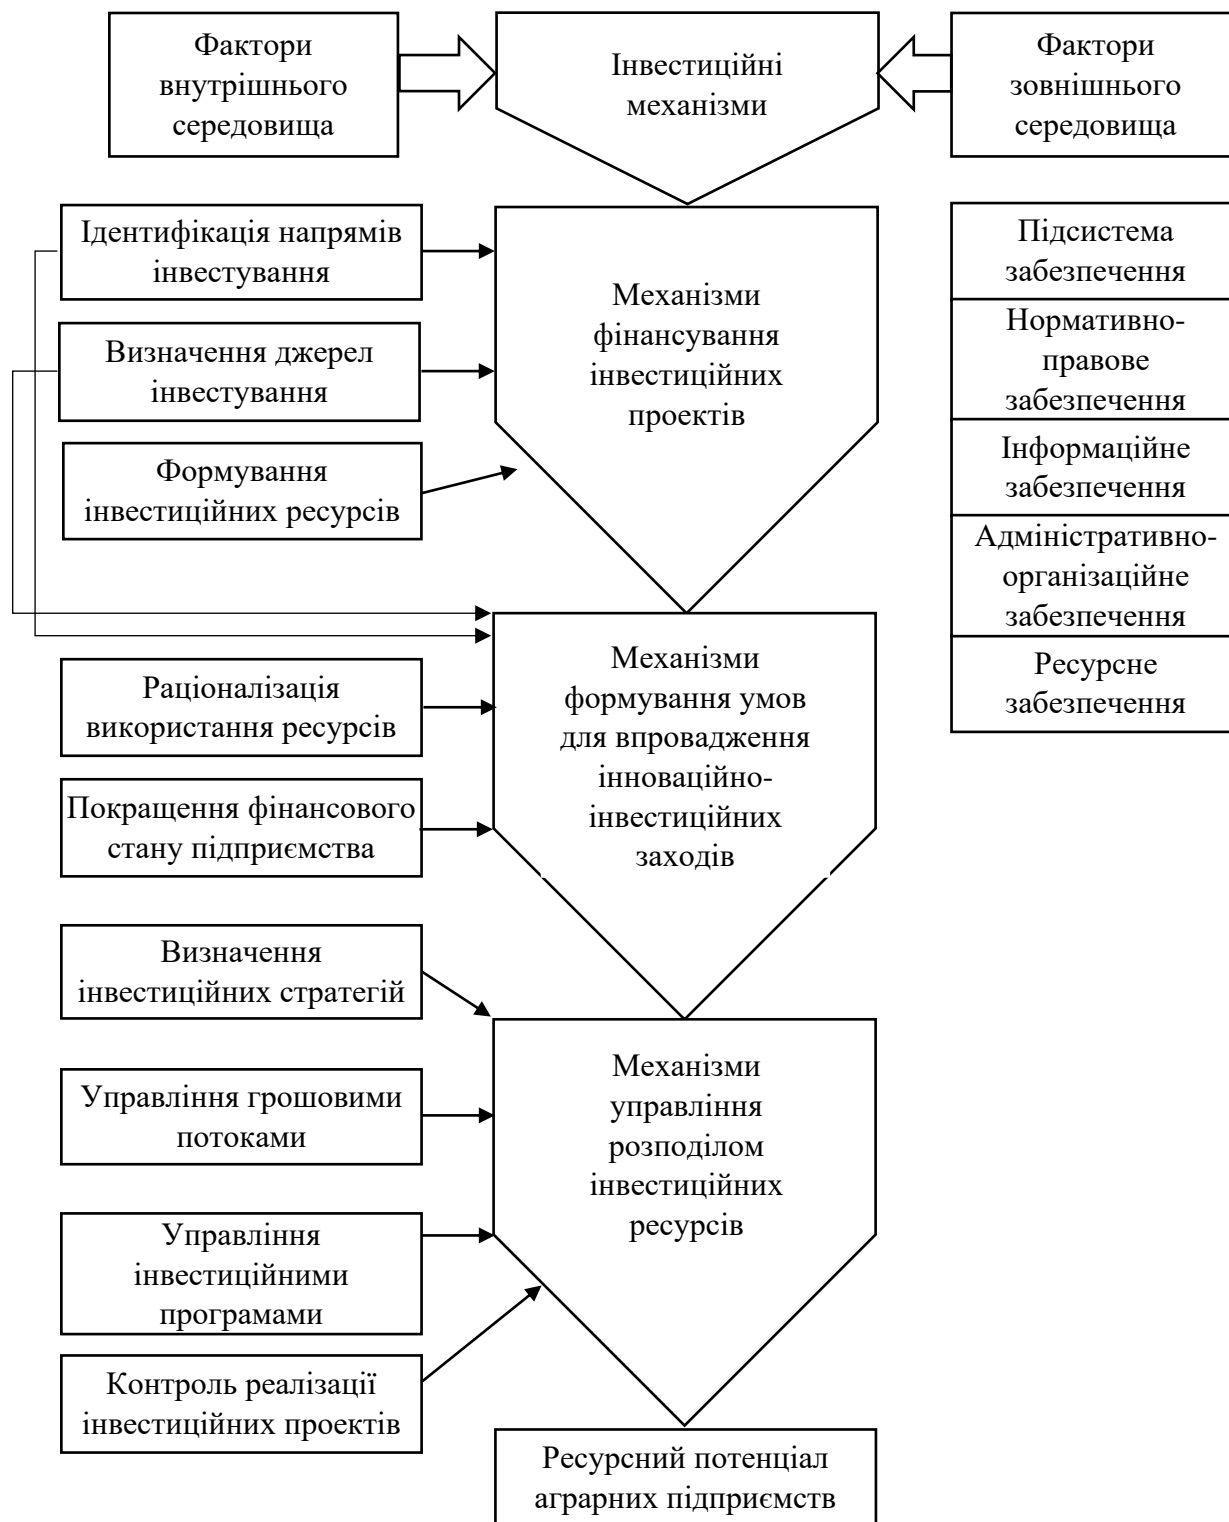 Фактори
внутрішнього
середовища
Інвестиційні
механізми
Фактори
зовнішнього
середовища
Ідентифікація напрямів
інвестування
Визначення джерел
інвестування
Формування
інвестиційних ресурсів
Механізми
фінансування
інвестиційних
проектів
Підсистема
забезпечення
Нормативно-
правове
забезпечення
Інформаційне
забезпечення
Адміністративно-
організаційне
забезпечення
Ресурсне
забезпечення
Раціоналізація
використання ресурсів
Покращення фінансового
стану підприємства
Механізми
формування умов
для впровадження
інноваційно-
інвестиційних
заходів
Визначення
інвестиційних стратегій
Управління грошовими
потоками
Управління
інвестиційними
програмами
Контроль реалізації
інвестиційних проектів
Механізми
управління
розподілом
інвестиційних
ресурсів
Ресурсний потенціал
аграрних підприємств